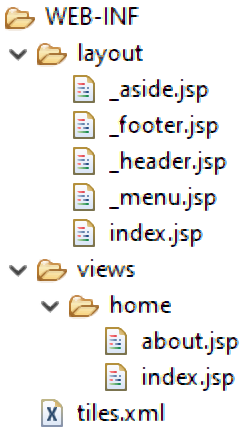 WEB-INF
layout
_aside.jsp
_footer.jsp
_header.jsp
_menu.jsp
index.jsp
views
home
about.jsp
index.jsp
tiles.xml